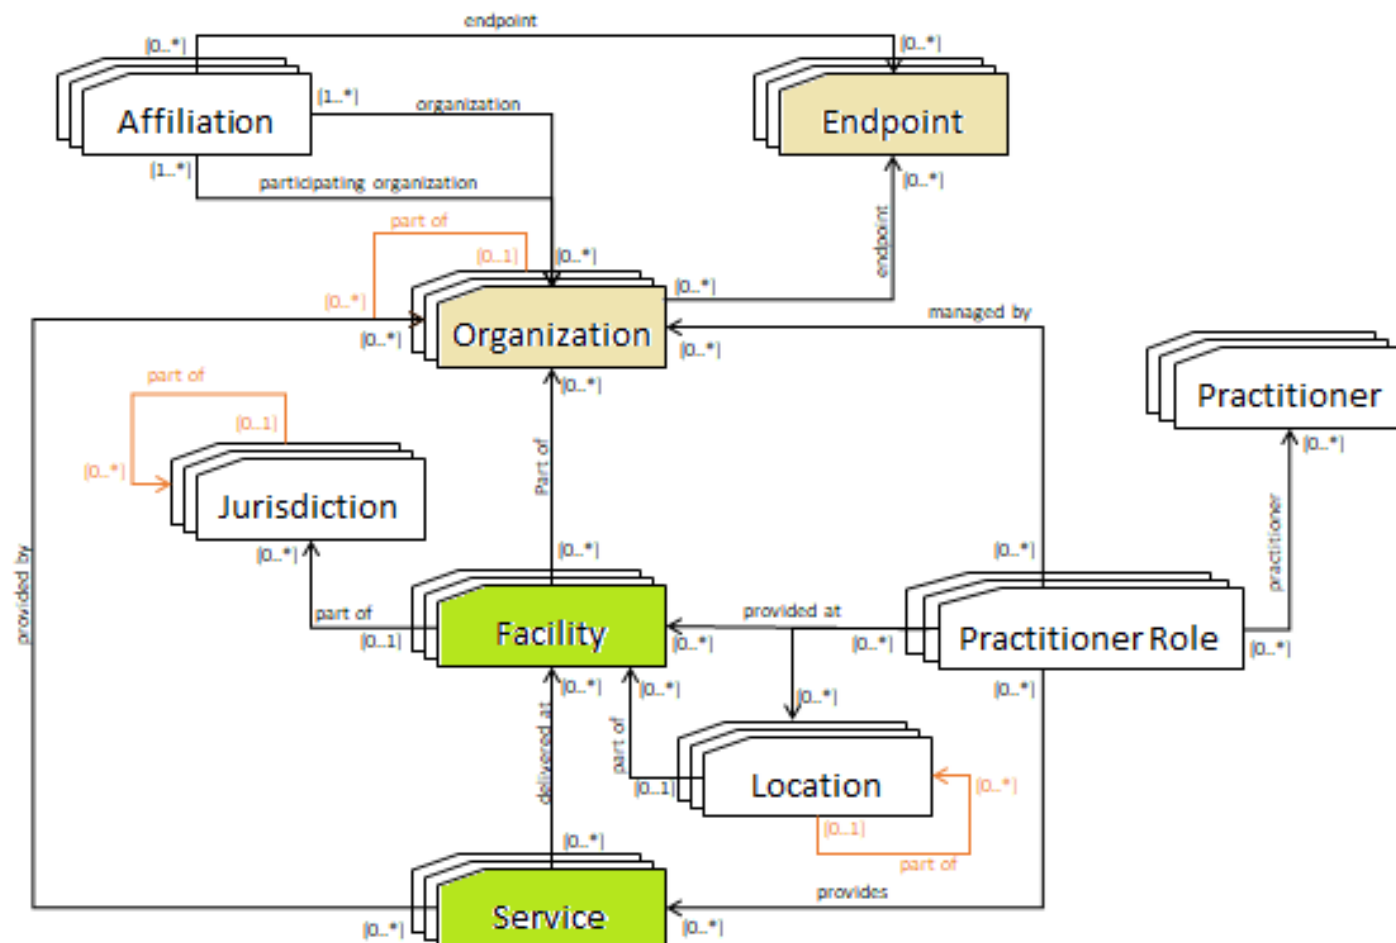 endpoint
(0..*)
(0..*)
Affiliation
(1..*)
organization
Endpoint
(1..*)
participating organization
(0..*)
part of
(0..1)
(0..*)
endpoint
(0..*)
(0..*)
(0..*)
Organization
(0..*)
managed by
(0..*)
part of
(0..1)
(0..*)
Practitioner
(0..*)
(0..*)
Jurisdiction
(0..*)
Part of
practitioner
provided by
(0..*)
(0..*)
part of
(0..1)
Facility
(0..*)
provided at
(0..*)
Practitioner Role
(0..*)
(0..*)
(0..*)
(0..*)
(0..*)
delivered at
part of
(0..1)
Location
(0..*)
(0..1)
part of
(0..*)
provides
(0..*)
Service
(0..*)